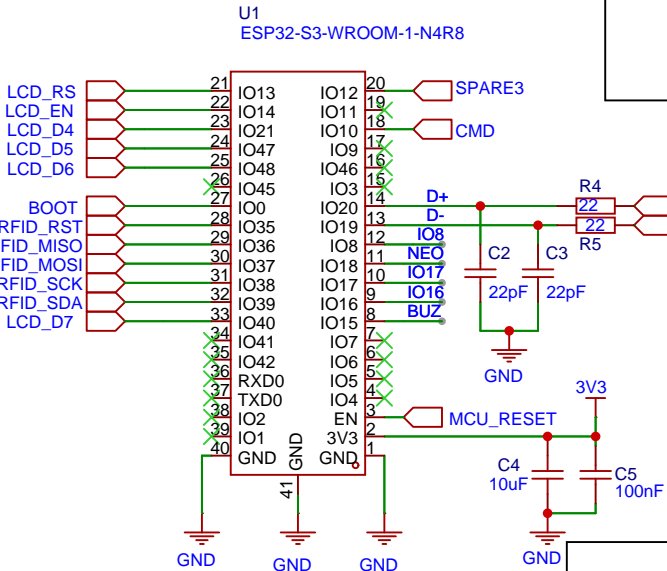 U1
ESP32-S3-WROOM-1-N4R8
LCD_RS 21 IO13 IO12 20 SPARE3
LCD_EN 22 IO14 IO11 19
LCD_D4 23 IO21 IO10 18 CMD
LCD_D5 24 IO47 IO9 17
LCD_D6 25 IO48 IO46 16
26 IO45 IO3 15
BOOT 27 IO0 IO20 14 D+ R4 22
RFID_RST 28 IO35 IO19 13 D- 22 R5
FID_MISO 29 IO36 IO8 12 IO8
FID_MOSI 30 IO37 IO18 11 NEO
RFID_SCK 31 IO38 IO17 10 IO17
RFID_SDA 32 IO39 IO16 9 IO16
LCD_D7 33 IO40 IO15 8 BUZ
C2 22pF
C3 22pF
GND
34 IO41 IO7 7
35 IO42 IO6 6
36 RXD0 IO5 5
37 TXD0 IO4 4
38 IO2 EN 3 MCU_RESET
39 IO1 3V3 2
40 GND GND GND 1
41
3V3
C4 10uF
C5 100nF
GND GND GND GND